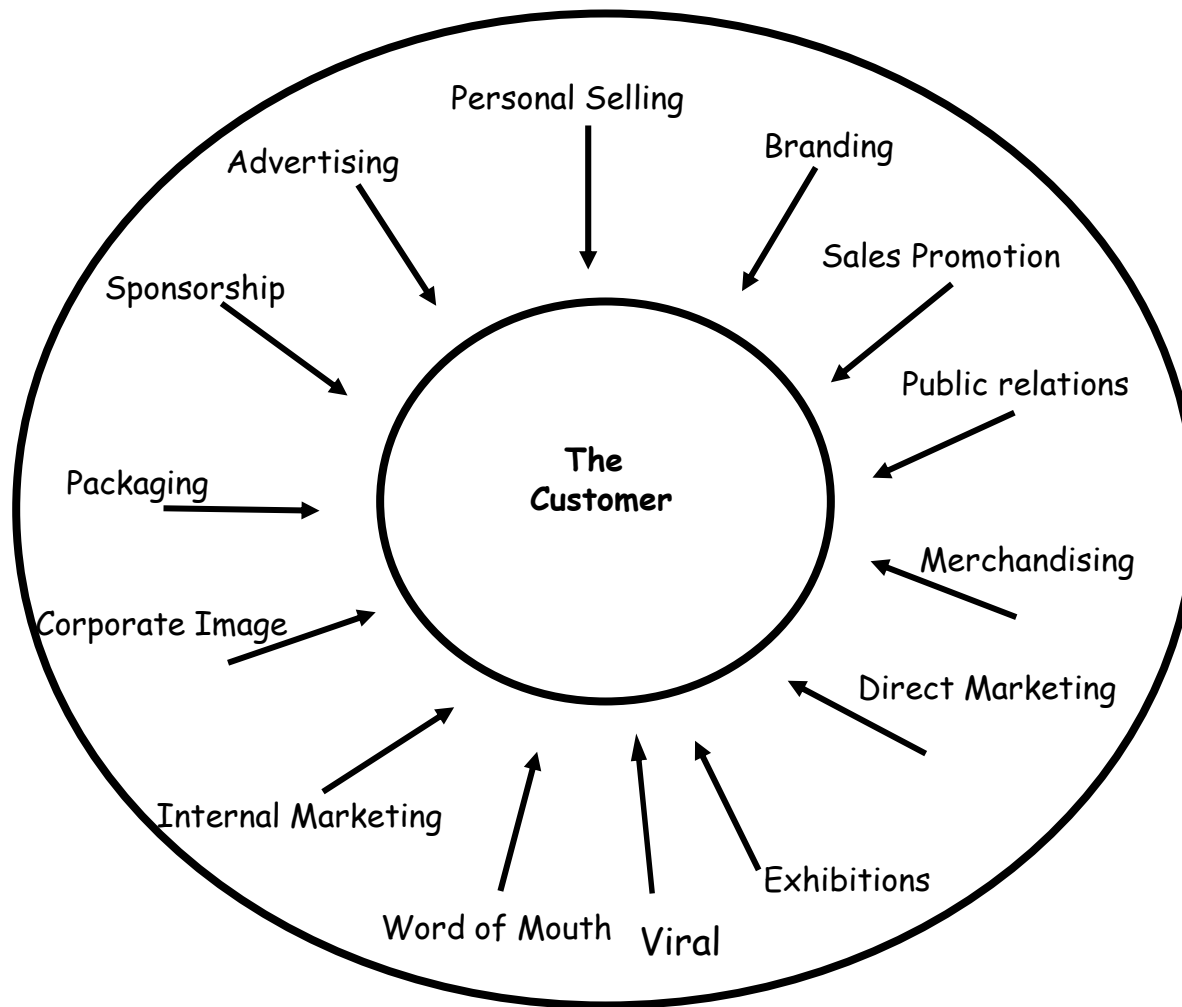 Personal Selling
Branding
Advertising
Sales Promotion
Sponsorship
Public relations
The
Customer
Packaging
Merchandising
Corporate Image
Direct Marketing
Internal Marketing
Exhibitions
Word of Mouth
Viral